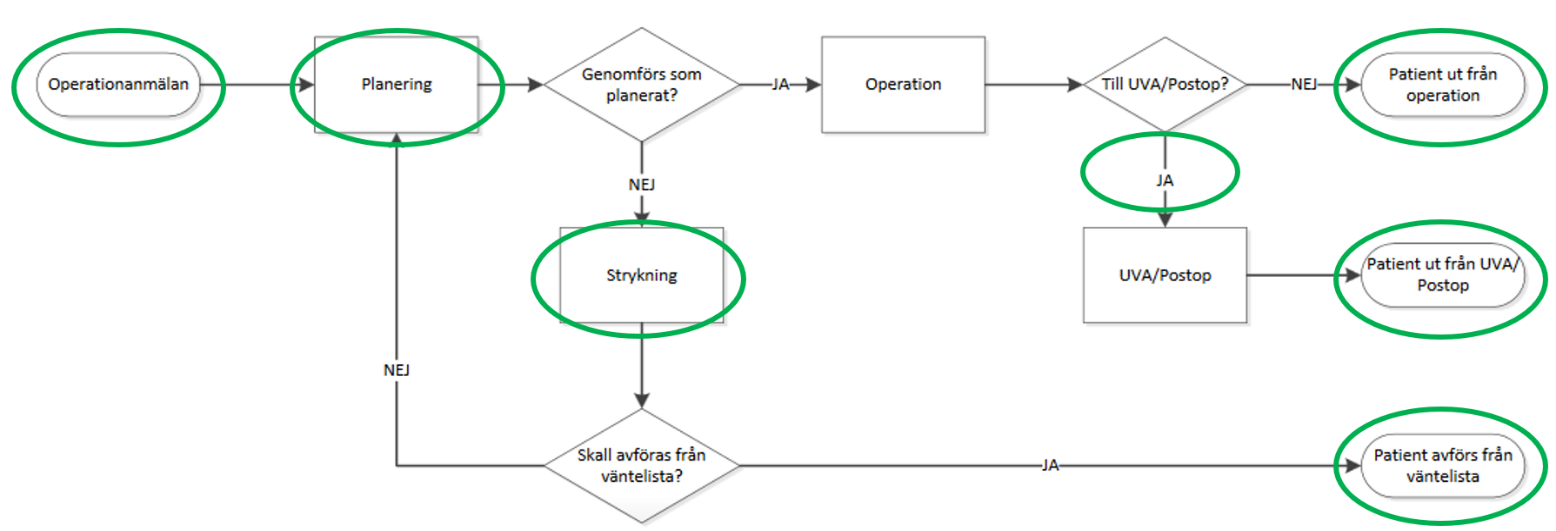 Operationanmälan
Planering
Genomförs som
planerat?
JA
Operation
Till UVA/Postop?
NEJ
Patient ut från
operation
NEJ
JA
Strykning
UVA/Postop
Patient ut från UVA/
Postop
NEJ
Skall avföras från
väntelista?
JA
Patient avförs från
väntelista